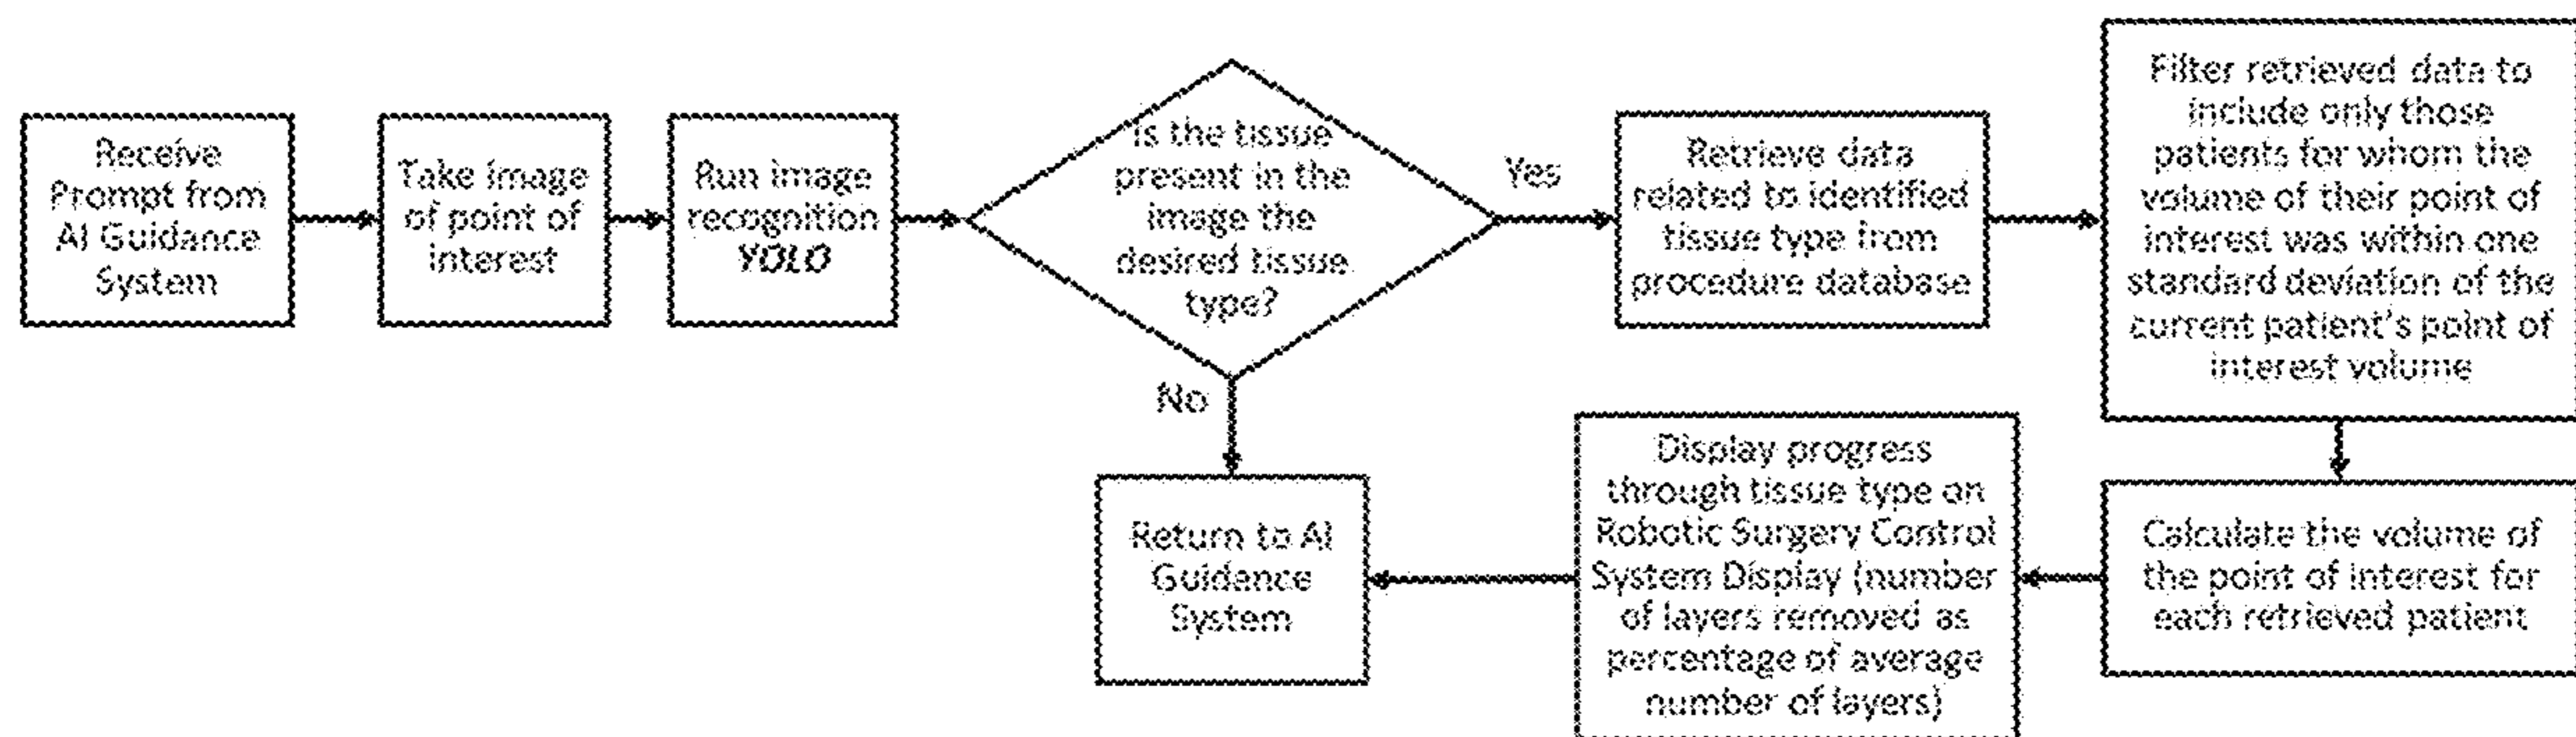 Receive
Prompt from
AI Guidance
System
Take image
of point of
interest
Run image
recognition
YOLO
Is the tissue
present in the
image the
desired tissue
type?
Yes
No
Retrieve data
related to identified
tissue type from
procedure database
Filter retrieved data to
include only those
patients for whom the
volume of their point of
interest was within one
standard deviation of the
current patient's point of
interest volume
Calculate the volume of
the point of interest for
each retrieved patient
Display progress
through tissue type on
Robotic Surgery Control
System Display (number
of layers removed as
percentage of average
number of layers)
Return to AI
Guidance
System